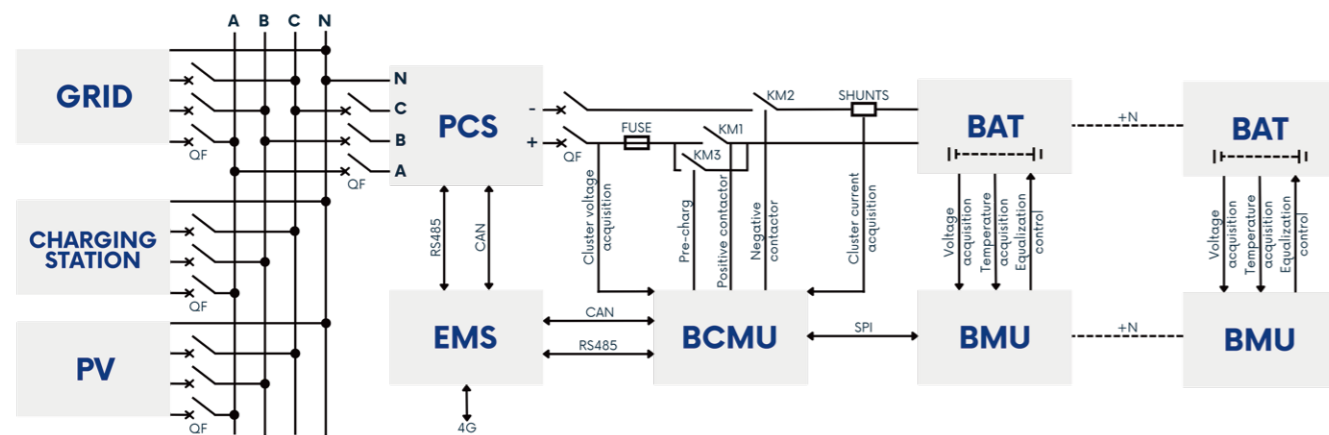 A B C N
GRID
QF
CHARGING
STATION
QF
PV
QF
N
C
B
A
QF
PCS
-
+
QF
FUSE
KM1
KM2
KM3
SHUNTS
BAT
+N
BAT
RS485
CAN
Cluster voltage
acquisition
Pre-charg
Positive contactor
Negative
contactor
Cluster current
acquisition
Voltage
acquisition
Temperature
acquisition
Equalization
control
Voltage
acquisition
Temperature
acquisition
Equalization
control
EMS
CAN
RS485
BCMU
SPI
BMU
+N
BMU
4G